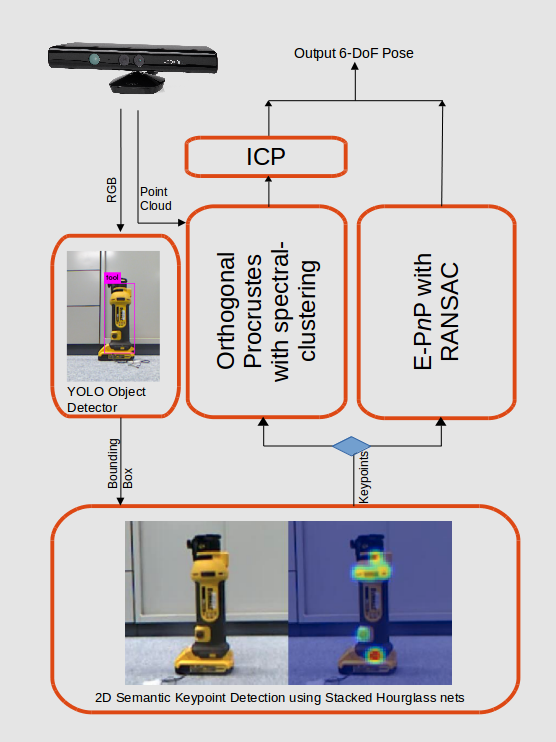 Output 6-DoF Pose
ICP
RGB
Point
Cloud
Orthogonal
Procrustes
with spectral-
clustering
E-PnP with
RANSAC
tool
YOLO Object
Detector
Bounding
Box
Keypoints
2D Semantic Keypoint Detection using Stacked Hourglass nets